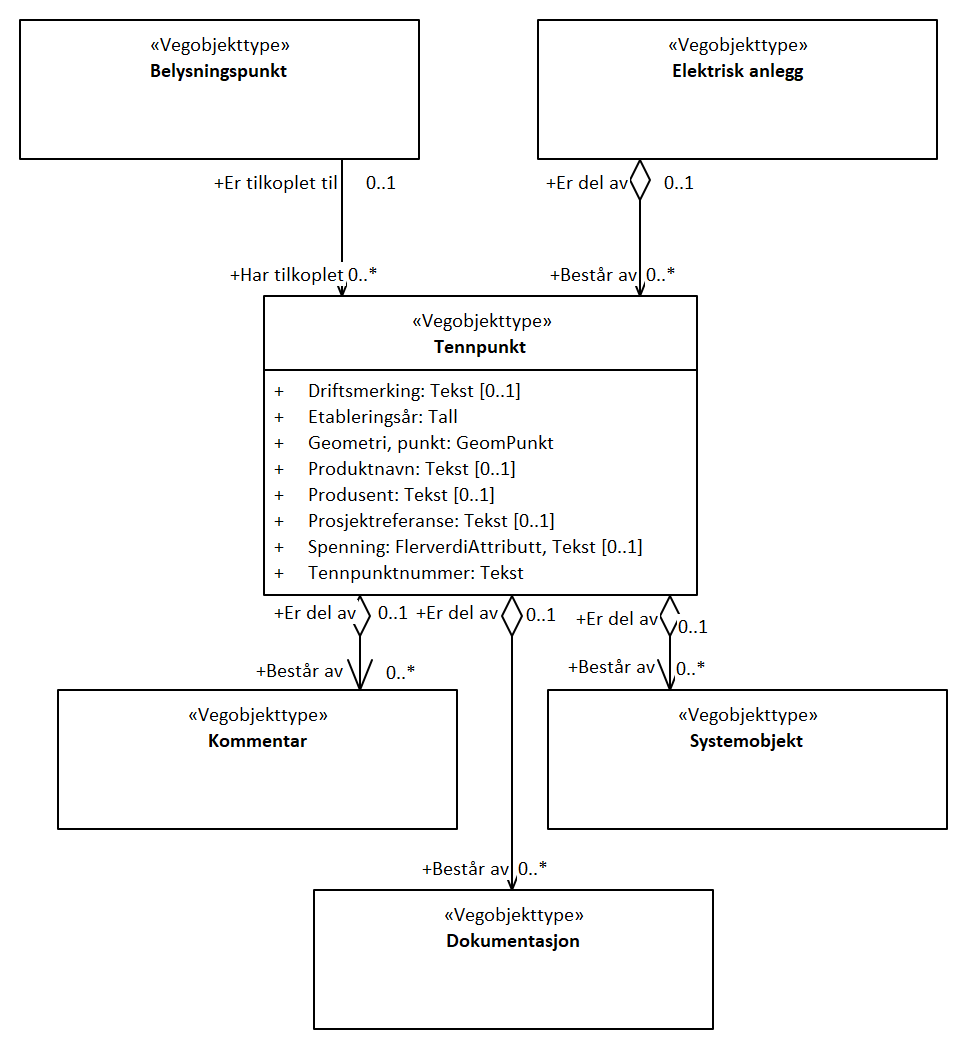 «Vegobjekttype»
Belysningspunkt
«Vegobjekttype»
Elektrisk anlegg
+Er tilkoplet til 0..1
+Er del av 0..1
+Har tilkoplet 0..*
+Består av 0..*
«Vegobjekttype»
Tennpunkt
+ Driftsmerking: Tekst [0..1]
+ Etableringsår: Tall
+ Geometri, punkt: GeomPunkt
+ Produktnavn: Tekst [0..1]
+ Produsent: Tekst [0..1]
+ Prosjektreferanse: Tekst [0..1]
+ Spenning: FlerverdiAttributt, Tekst [0..1]
+ Tennpunktnummer: Tekst
+Er del av 0..1
+Er del av 0..1
+Er del av 0..1
+Består av 0..*
+Består av 0..*
«Vegobjekttype»
Kommentar
«Vegobjekttype»
Systemobjekt
+Består av 0..*
«Vegobjekttype»
Dokumentasjon